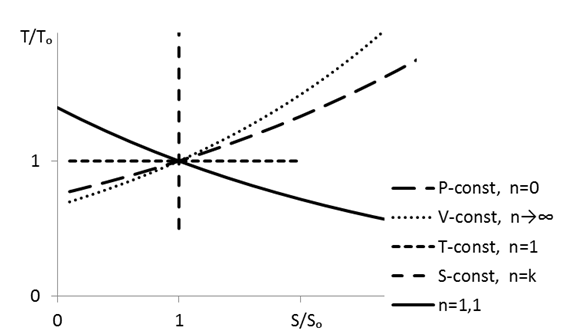 T/Tₒ
1
P-const, n=0
V-const, n→∞
T-const, n=1
S-const, n=k
n=1,1
0
0 1 S/Sₒ